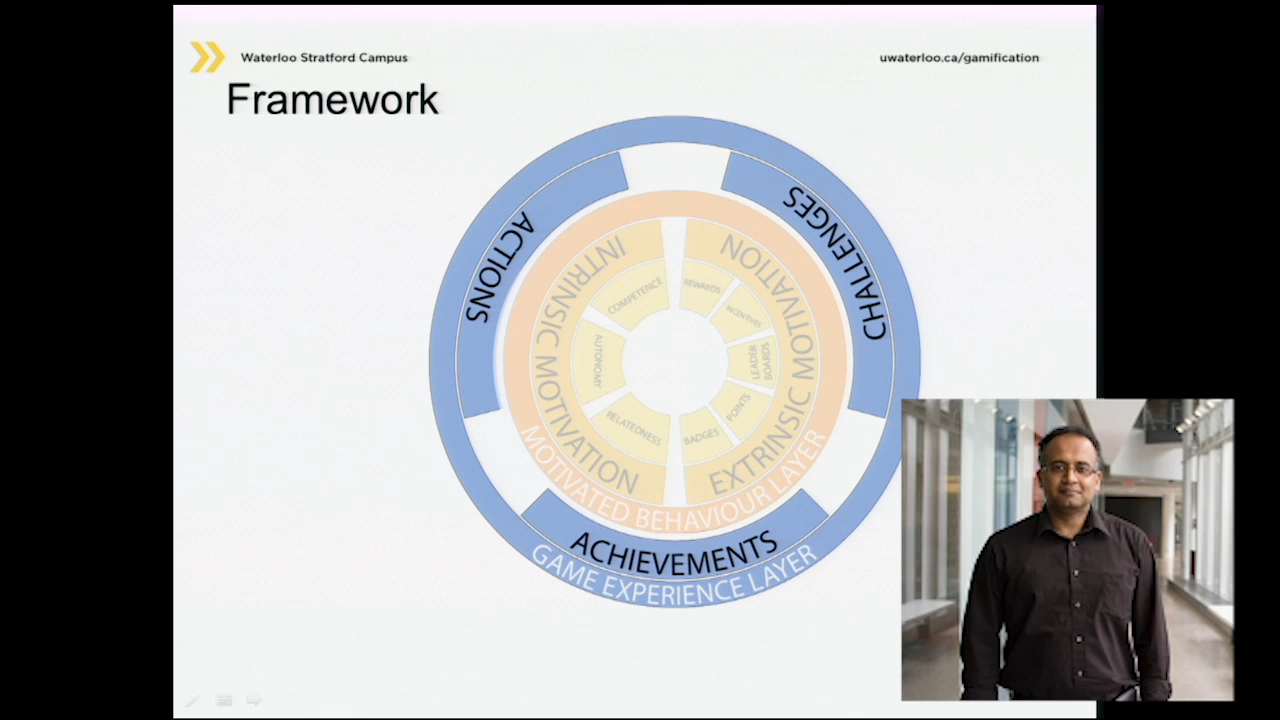 Waterloo Stratford Campus
uwaterloo.ca/gamification
Framework
ACTIONS
CHALLENGES
INTRINSIC MOTIVATION
EXTRINSIC MOTIVATION
COMPETENCE
REWARDS
INCENTIVES
AUTONOMY
LEADER
BOARDS
RELATEDNESS
BADGES
POINTS
MOTIVATED BEHAVIOUR LAYER
ACHIEVEMENTS
GAME EXPERIENCE LAYER